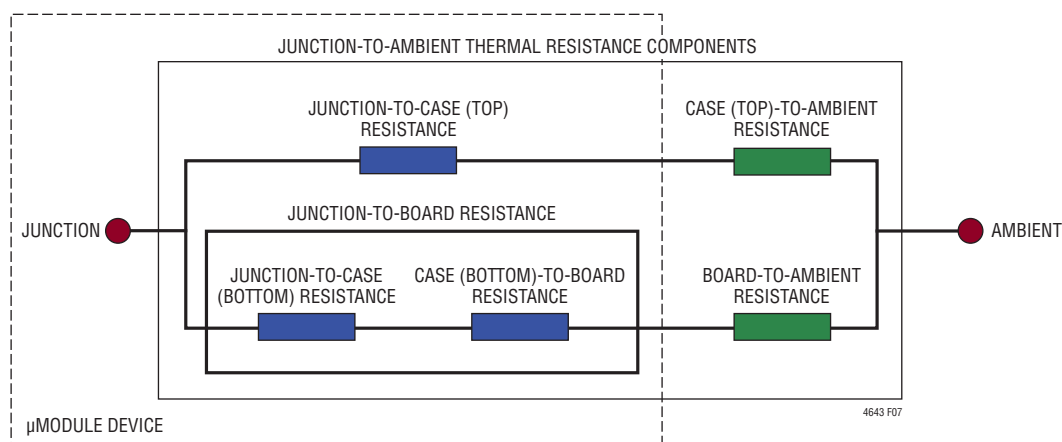 JUNCTION-TO-AMBIENT THERMAL RESISTANCE COMPONENTS
JUNCTION-TO-CASE (TOP)
RESISTANCE
CASE (TOP)-TO-AMBIENT
RESISTANCE
JUNCTION
JUNCTION-TO-BOARD RESISTANCE
AMBIENT
JUNCTION-TO-CASE
(BOTTOM) RESISTANCE
CASE (BOTTOM)-TO-BOARD
RESISTANCE
BOARD-TO-AMBIENT
RESISTANCE
4643 F07
µMODULE DEVICE